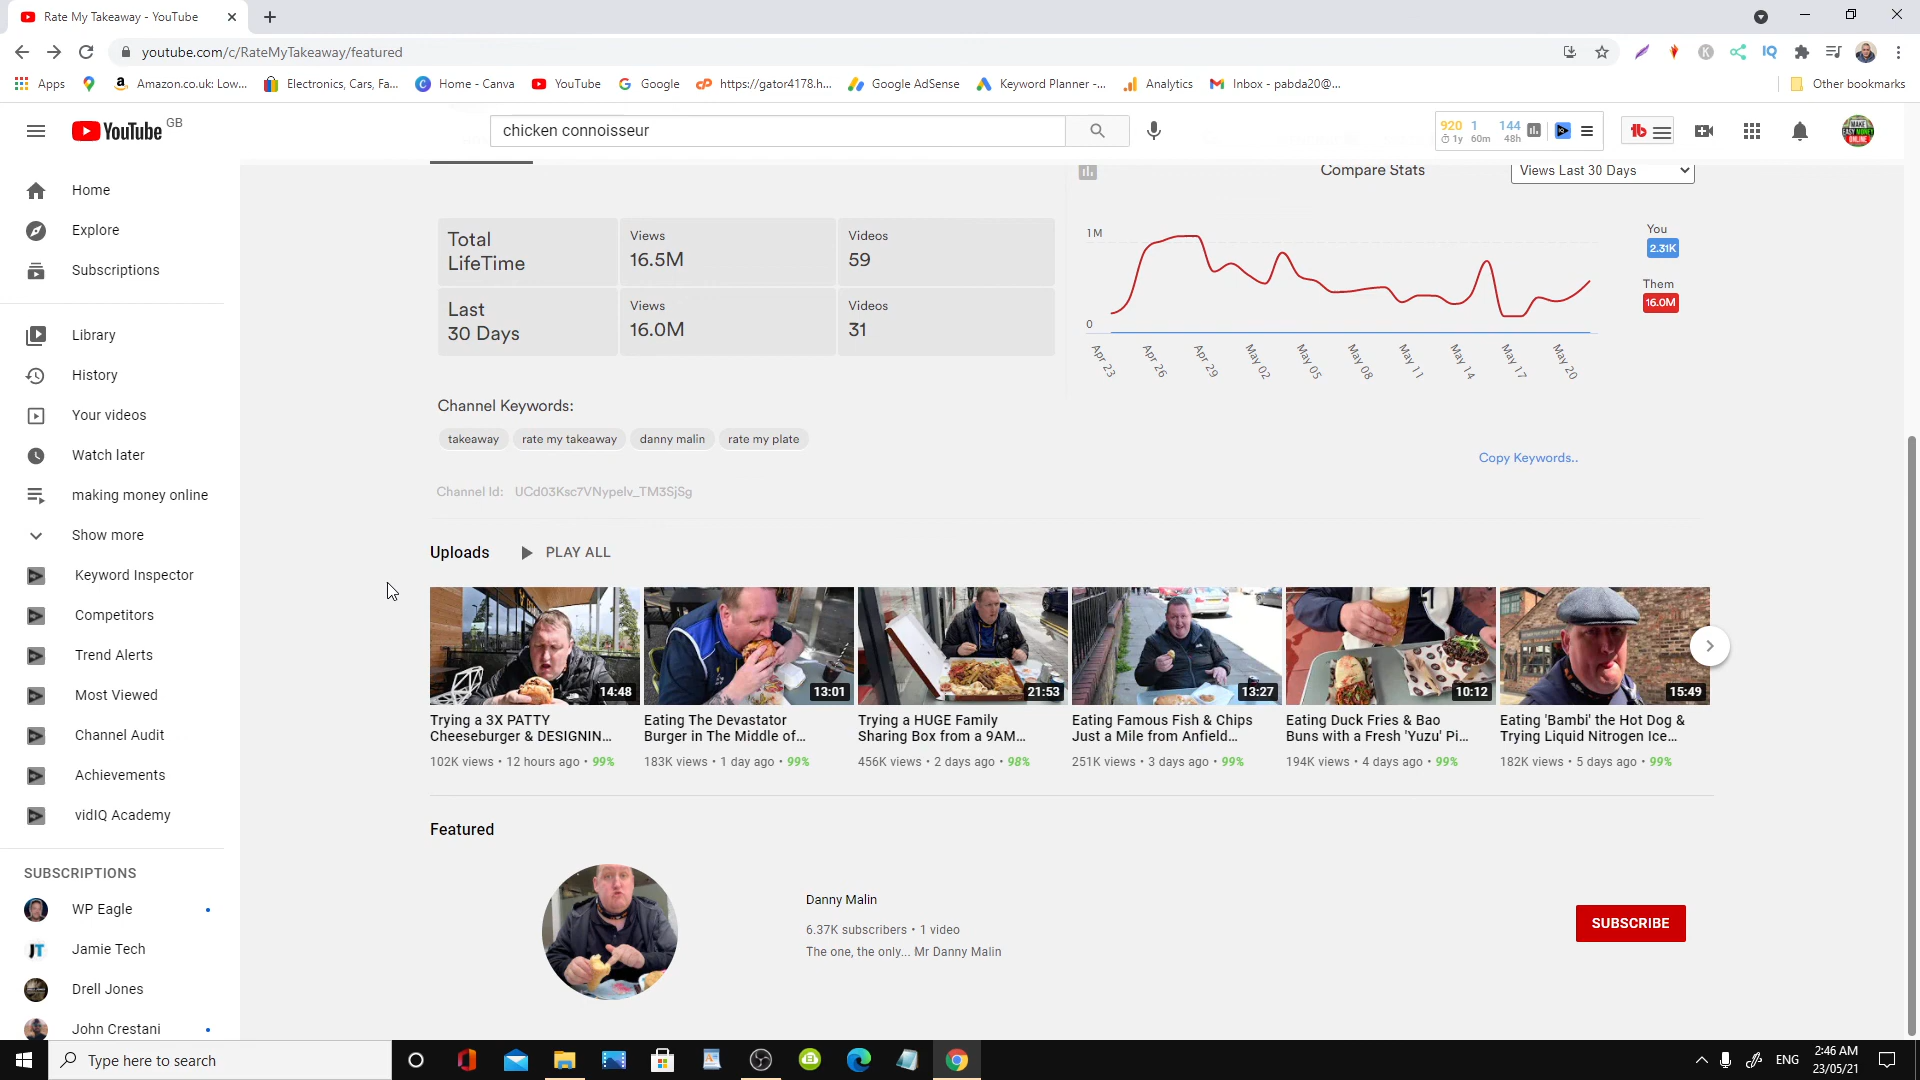 Rate My Takeaway - YouTube
youtube.com/c/RateMyTakeaway/featured
Apps
Amazon.co.uk: Low...
Electronics, Cars, Fa...
Home - Canva
YouTube
Google
https://gator4178.h...
Google AdSense
Keyword Planner -...
Analytics
Inbox - pabda20@...
Other bookmarks
YouTube GB
chicken connoisseur
920 1 144
1y 60m 48h
Home
Explore
Subscriptions
Library
History
Your videos
Watch later
making money online
Show more
Keyword Inspector
Competitors
Trend Alerts
Most Viewed
Channel Audit
Achievements
vidIQ Academy
SUBSCRIPTIONS
WP Eagle
Jamie Tech
Drell Jones
John Crestani
Total
LifeTime
Views
16.5M
Videos
59
Last
30 Days
Views
16.0M
Videos
31
Compare Stats
Views Last 30 Days
1M
0
Apr 23
Apr 26
Apr 29
May 02
May 05
May 08
May 11
May 14
May 17
May 20
You
2.31K
Them
16.0M
Channel Keywords:
takeaway
rate my takeaway
danny malin
rate my plate
Copy Keywords..
Channel Id: UCd03Ksc7VNypelv_TM3SjSg
Uploads
PLAY ALL
14:48
Trying a 3X PATTY
Cheeseburger & DESIGNIN...
102K views • 12 hours ago • 99%
13:01
Eating The Devastator
Burger in The Middle of...
183K views • 1 day ago • 99%
21:53
Trying a HUGE Family
Sharing Box from a 9AM...
456K views • 2 days ago • 98%
13:27
Eating Famous Fish & Chips
Just a Mile from Anfield...
251K views • 3 days ago • 99%
10:12
Eating Duck Fries & Bao
Buns with a Fresh 'Yuzu' Pi...
194K views • 4 days ago • 99%
15:49
Eating 'Bambi' the Hot Dog &
Trying Liquid Nitrogen Ice...
182K views • 5 days ago • 99%
Featured
Danny Malin
6.37K subscribers • 1 video
The one, the only... Mr Danny Malin
SUBSCRIBE
Type here to search
ENG
2:46 AM
23/05/21